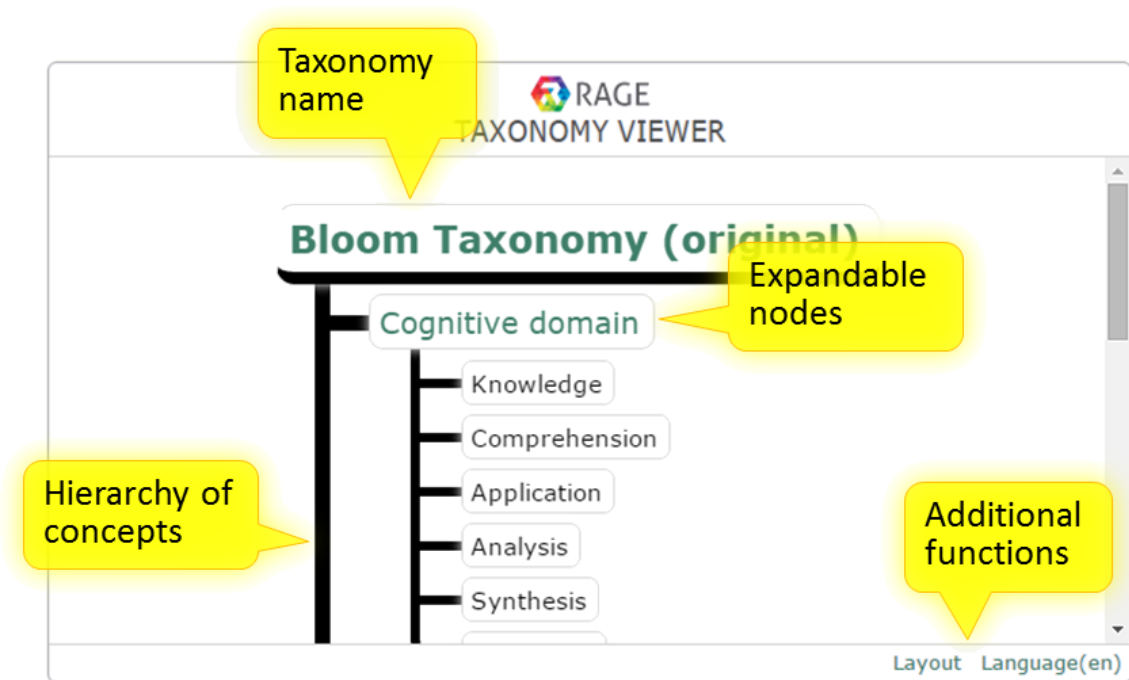 Taxonomy
name
RAGE
TAXONOMY VIEWER
Bloom Taxonomy (original)
Expandable
nodes
Cognitive domain
Knowledge
Comprehension
Application
Hierarchy of
concepts
Analysis
Additional
functions
Synthesis
Layout Language(en)